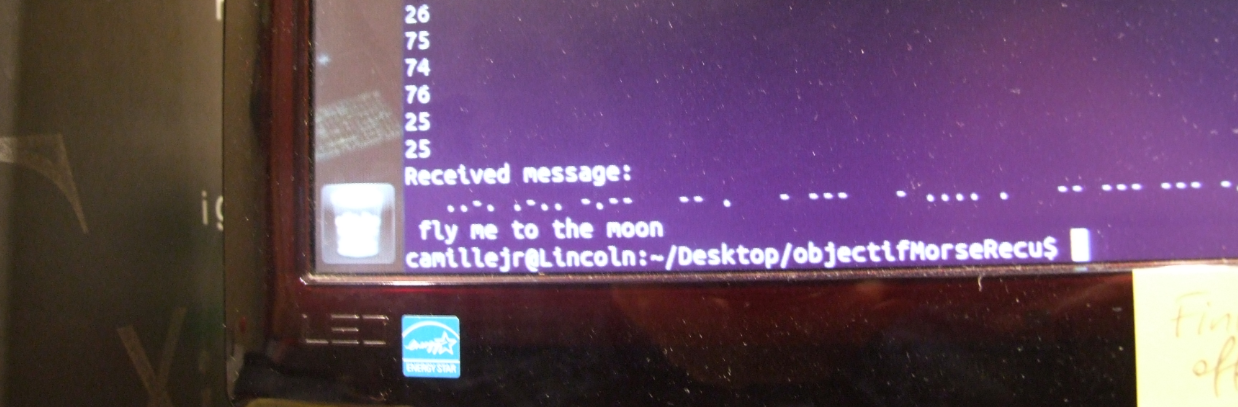 26
75
74
76
25
25
Received message:
..-. .-.. -.-- -- . - --- - .... . -- --- --- -.
fly me to the moon
camillejr@Lincoln:~/Desktop/objectifMorseRecu$
LED
ENERGY STAR